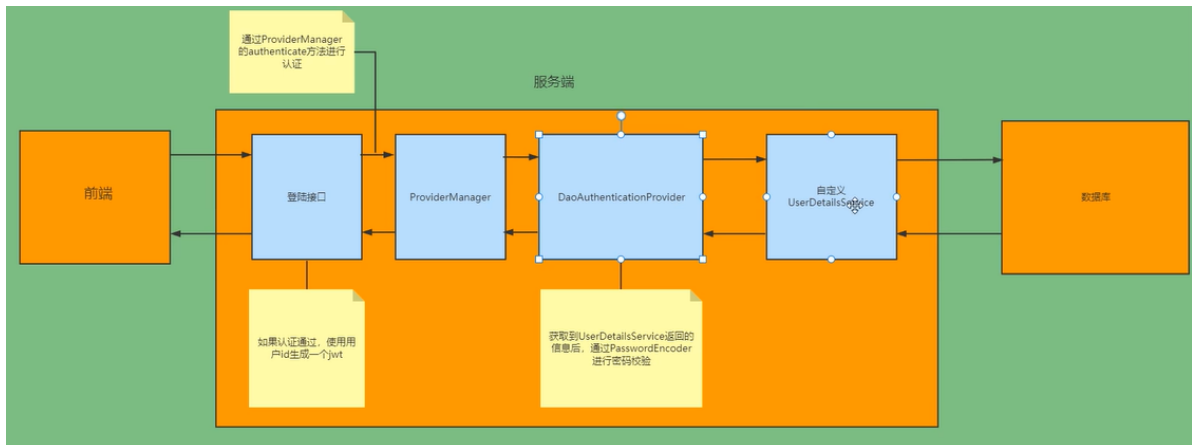 通过ProviderManager
的authenticate方法进行
认证
服务端
前端
登陆接口
ProviderManager
DaoAuthenticationProvider
自定义
UserDetailsService
数据库
如果认证通过，使用用
户id生成一个jwt
获取到UserDetailsService返回的
信息后，通过PasswordEncoder
进行密码校验